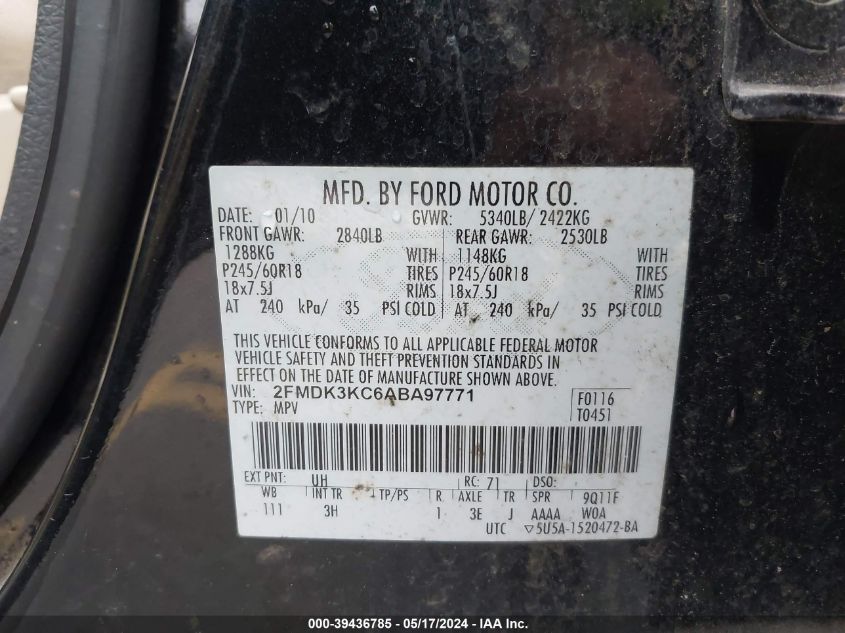 MFD. BY FORD MOTOR CO.
DATE: 01/10 GVWR: 5340LB/ 2422KG
FRONT GAWR: 2840LB REAR GAWR: 2530LB
1288KG WITH 1148KG WITH
P245/60R18 TIRES P245/60R18 TIRES
18x7.5J RIMS 18x7.5J RIMS
AT 240 kPa/ 35 PSI COLD AT 240 kPa/ 35 PSI COLD
THIS VEHICLE CONFORMS TO ALL APPLICABLE FEDERAL MOTOR
VEHICLE SAFETY AND THEFT PREVENTION STANDARDS IN
EFFECT ON THE DATE OF MANUFACTURE SHOWN ABOVE.
VIN: 2FMDK3KC6ABA97771 F0116
TYPE: MPV T0451
EXT PNT: UH RC: 71 DSO:
WB INT TR TP/PS R AXLE TR SPR 9Q11F
111 3H 1 3E J AAAA WOA
UTC ▽5U5A-1520472-BA
000-39436785 - 05/17/2024 - IAAI.COM